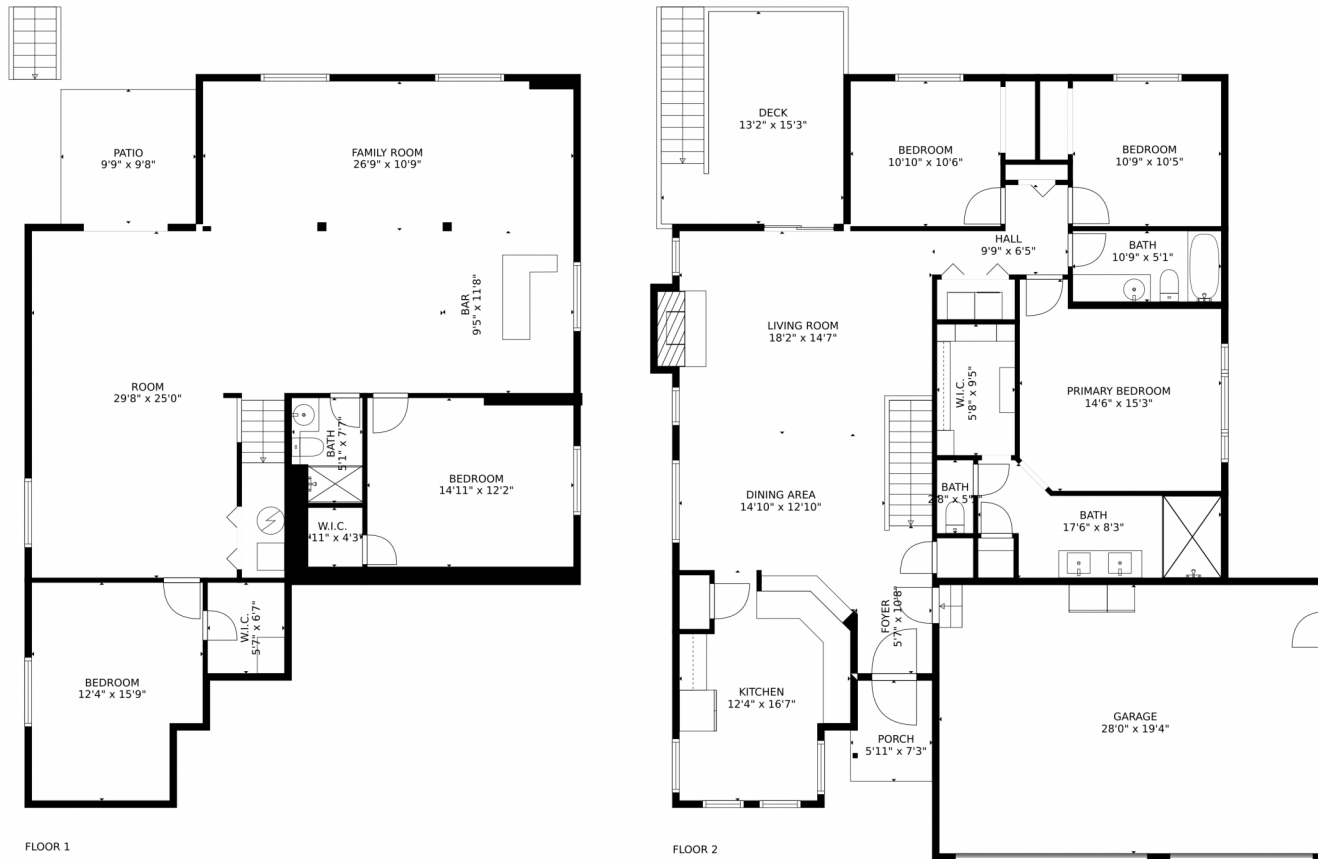 PATIO
9'9" x 9'8"
FAMILY ROOM
26'9" x 10'9"
BAR
9'5" x 11'8"
ROOM
29'8" x 25'0"
BATH
5'1" x 7'7"
BEDROOM
14'11" x 12'2"
W.I.C.
11" x 4'3"
W.I.C.
5'7" x 6'7"
BEDROOM
12'4" x 15'9"
FLOOR 1
DECK
13'2" x 15'3"
BEDROOM
10'10" x 10'6"
BEDROOM
10'9" x 10'5"
HALL
9'9" x 6'5"
BATH
10'9" x 5'1"
LIVING ROOM
18'2" x 14'7"
W.I.C.
5'8" x 9'5"
PRIMARY BEDROOM
14'6" x 15'3"
DINING AREA
14'10" x 12'10"
BATH
BATH
17'6" x 8'3"
FOYER
5'7" x 10'8"
KITCHEN
12'4" x 16'7"
PORCH
5'11" x 7'3"
GARAGE
28'0" x 19'4"
FLOOR 2